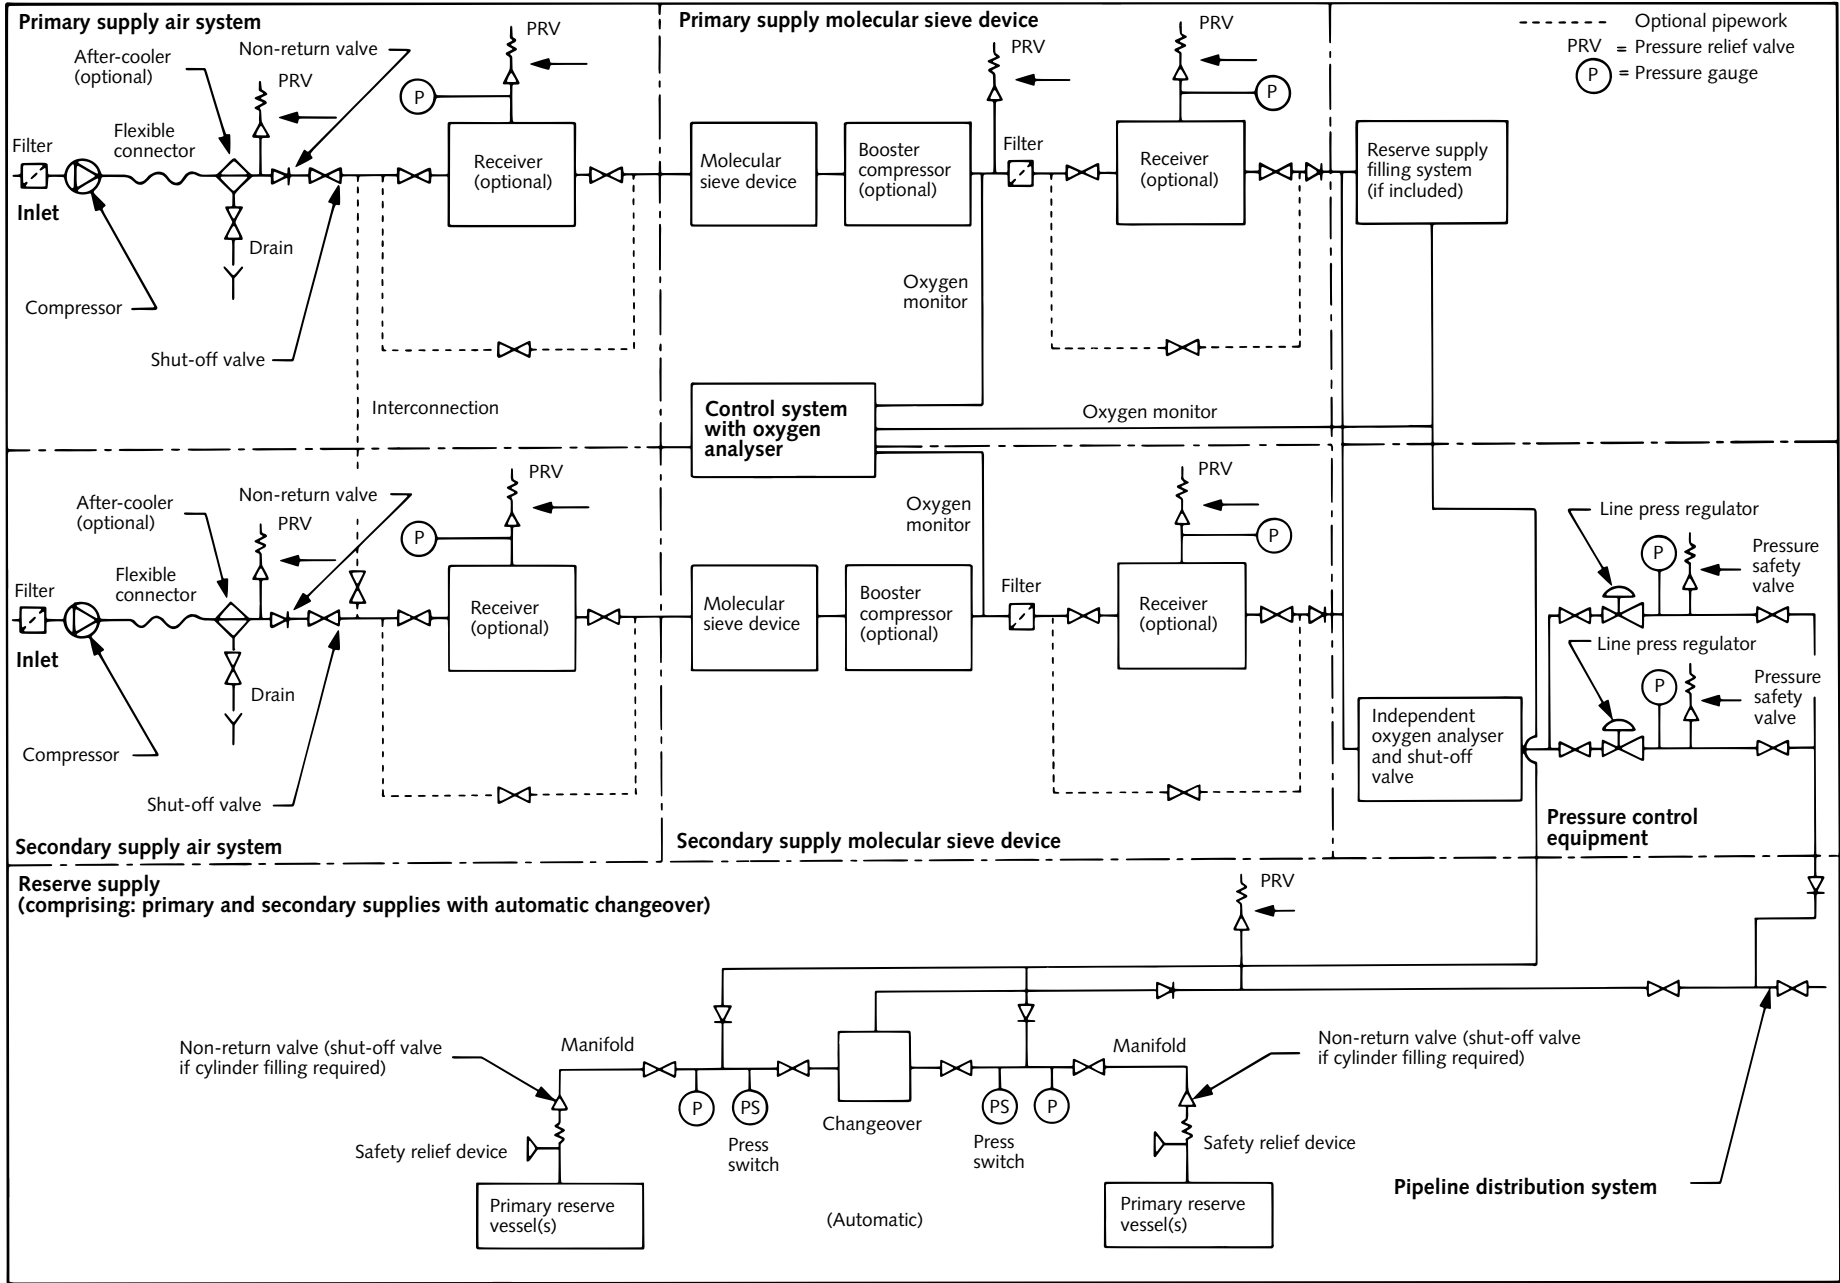 Primary supply air system
Primary supply molecular sieve device
Optional pipework
PRV = Pressure relief valve
P = Pressure gauge
After-cooler
(optional)
Non-return valve
PRV
PRV
P
Filter
Flexible
connector
Receiver
(optional)
Inlet
Drain
Compressor
Shut-off valve
Interconnection
Molecular
sieve device
Booster
compressor
(optional)
PRV
PRV
P
Filter
Receiver
(optional)
Reserve supply
filling system
(if included)
Oxygen
monitor
Control system
with oxygen
analyser
Oxygen monitor
After-cooler
(optional)
Non-return valve
PRV
PRV
P
Filter
Flexible
connector
Receiver
(optional)
Inlet
Drain
Compressor
Shut-off valve
Secondary supply air system
Oxygen
monitor
Molecular
sieve device
Booster
compressor
(optional)
PRV
P
Filter
Receiver
(optional)
Secondary supply molecular sieve device
Line press regulator
P
Pressure
safety
valve
Line press regulator
P
Pressure
safety
valve
Independent
oxygen analyser
and shut-off
valve
Pressure control
equipment
Reserve supply
(comprising: primary and secondary supplies with automatic changeover)
PRV
Non-return valve (shut-off valve
if cylinder filling required)
Manifold
P
PS
Press
switch
Changeover
PS
P
Press
switch
Manifold
Non-return valve (shut-off valve
if cylinder filling required)
Safety relief device
Safety relief device
Primary reserve
vessel(s)
(Automatic)
Primary reserve
vessel(s)
Pipeline distribution system